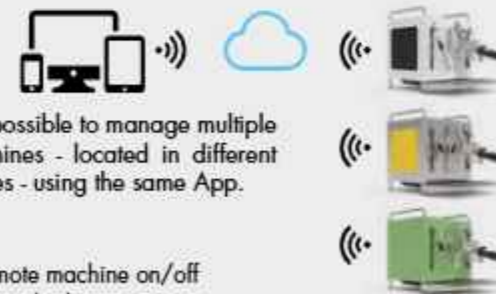 possible to manage multiple
hines - located in different
es - using the same App.
mote machine on/off